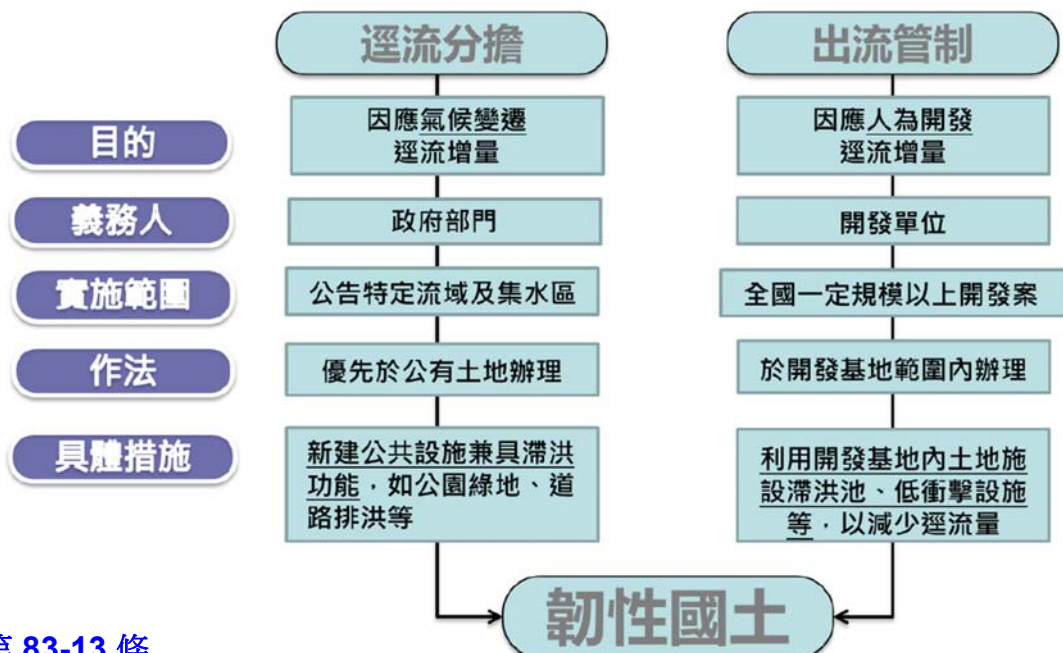 逕流分擔
出流管制
目的
因應氣候變遷
逕流增量
因應人為開發
逕流增量
義務人
政府部門
開發單位
實施範圍
公告特定流域及集水區
全國一定規模以上開發案
作法
優先於公有土地辦理
於開發基地範圍內辦理
具體措施
新建公共設施兼具滯洪
功能，如公園綠地、道
路排洪等
利用開發基地內土地施
設滯洪池、低衝擊設施
等，以減少逕流量
韌性國土
第 83-13 條